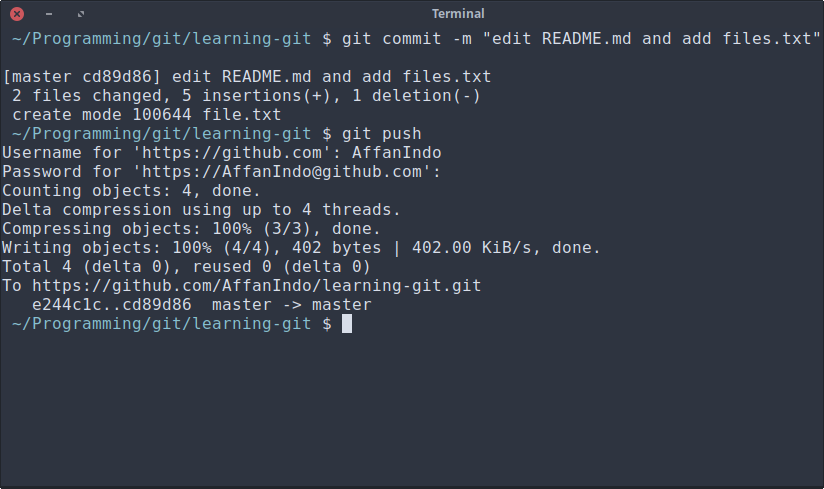 Terminal
~/Programming/git/learning-git $ git commit -m "edit README.md and add files.txt"
[master cd89d86] edit README.md and add files.txt
 2 files changed, 5 insertions(+), 1 deletion(-)
 create mode 100644 file.txt
~/Programming/git/learning-git $ git push
Username for 'https://github.com': AffanIndo
Password for 'https://AffanIndo@github.com':
Counting objects: 4, done.
Delta compression using up to 4 threads.
Compressing objects: 100% (3/3), done.
Writing objects: 100% (4/4), 402 bytes | 402.00 KiB/s, done.
Total 4 (delta 0), reused 0 (delta 0)
To https://github.com/AffanIndo/learning-git.git
   e244c1c..cd89d86  master -> master
~/Programming/git/learning-git $